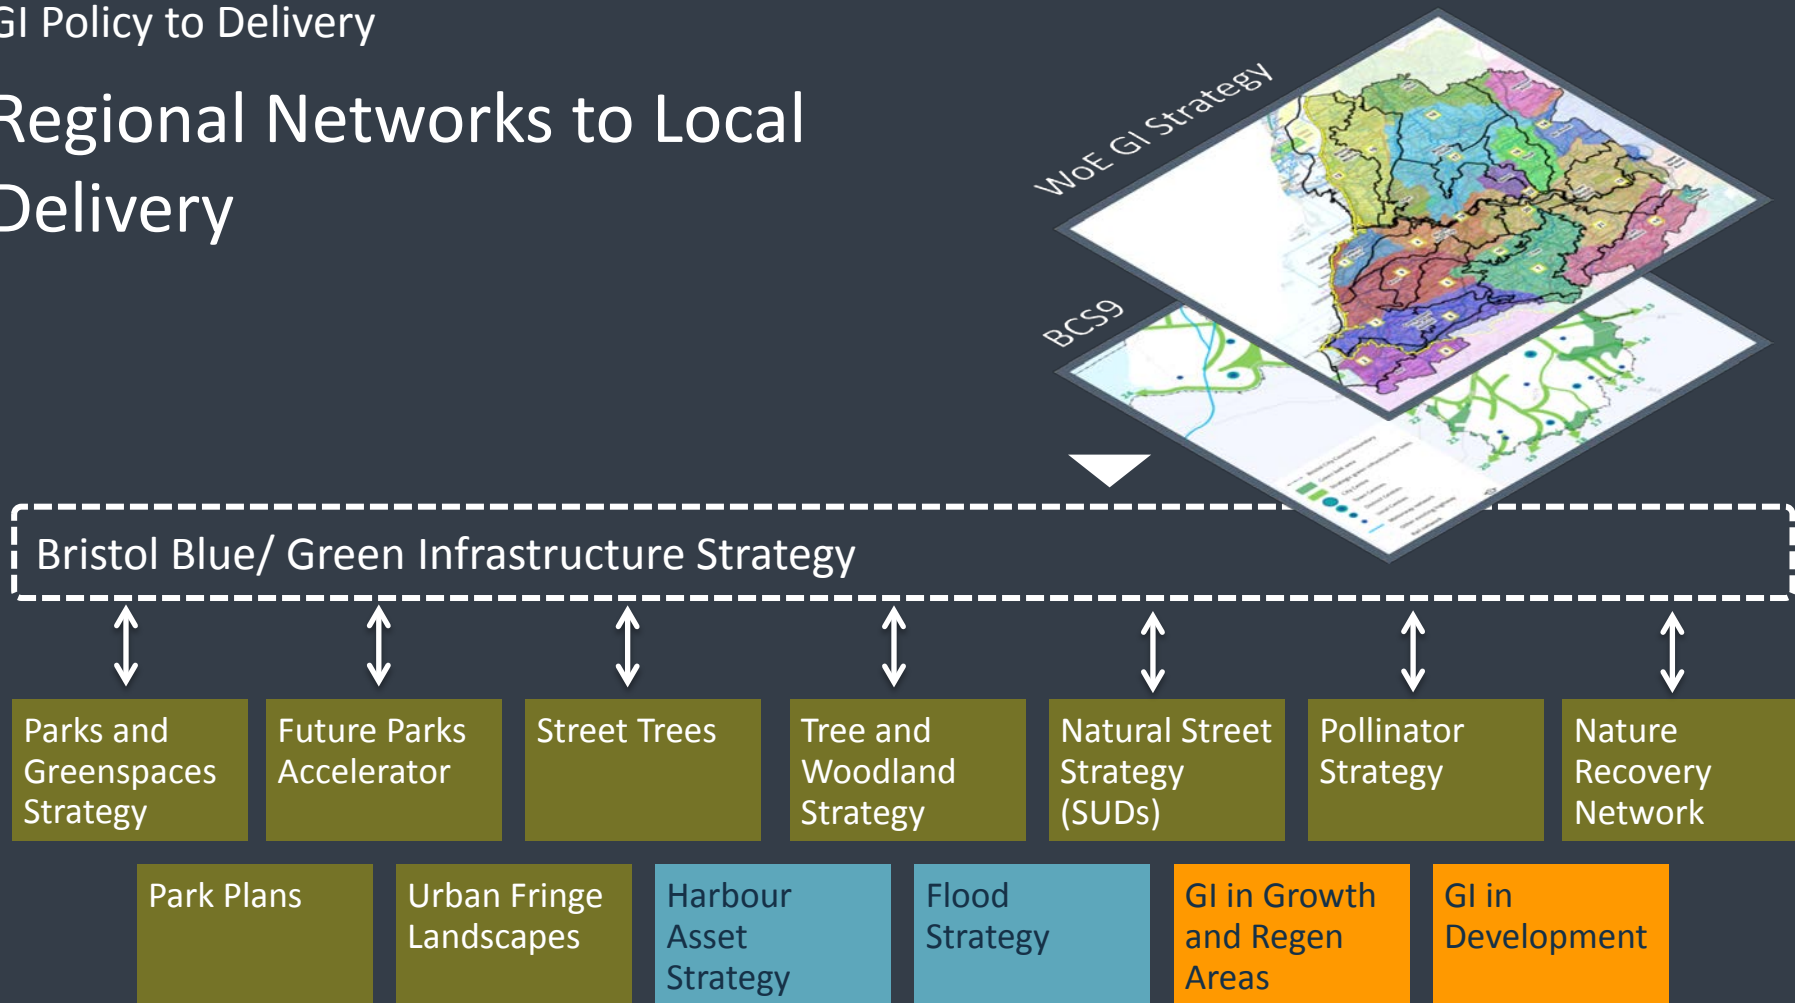 GI Policy to Delivery
Regional Networks to Local
Delivery
WoE GI Strategy
BCS9
Bristol Blue/ Green Infrastructure Strategy
Parks and
Greenspaces
Strategy
Future Parks
Accelerator
Street Trees
Tree and
Woodland
Strategy
Natural Street
Strategy
(SUDs)
Pollinator
Strategy
Nature
Recovery
Network
Park Plans
Urban Fringe
Landscapes
Harbour
Asset
Strategy
Flood
Strategy
GI in Growth
and Regen
Areas
GI in
Development